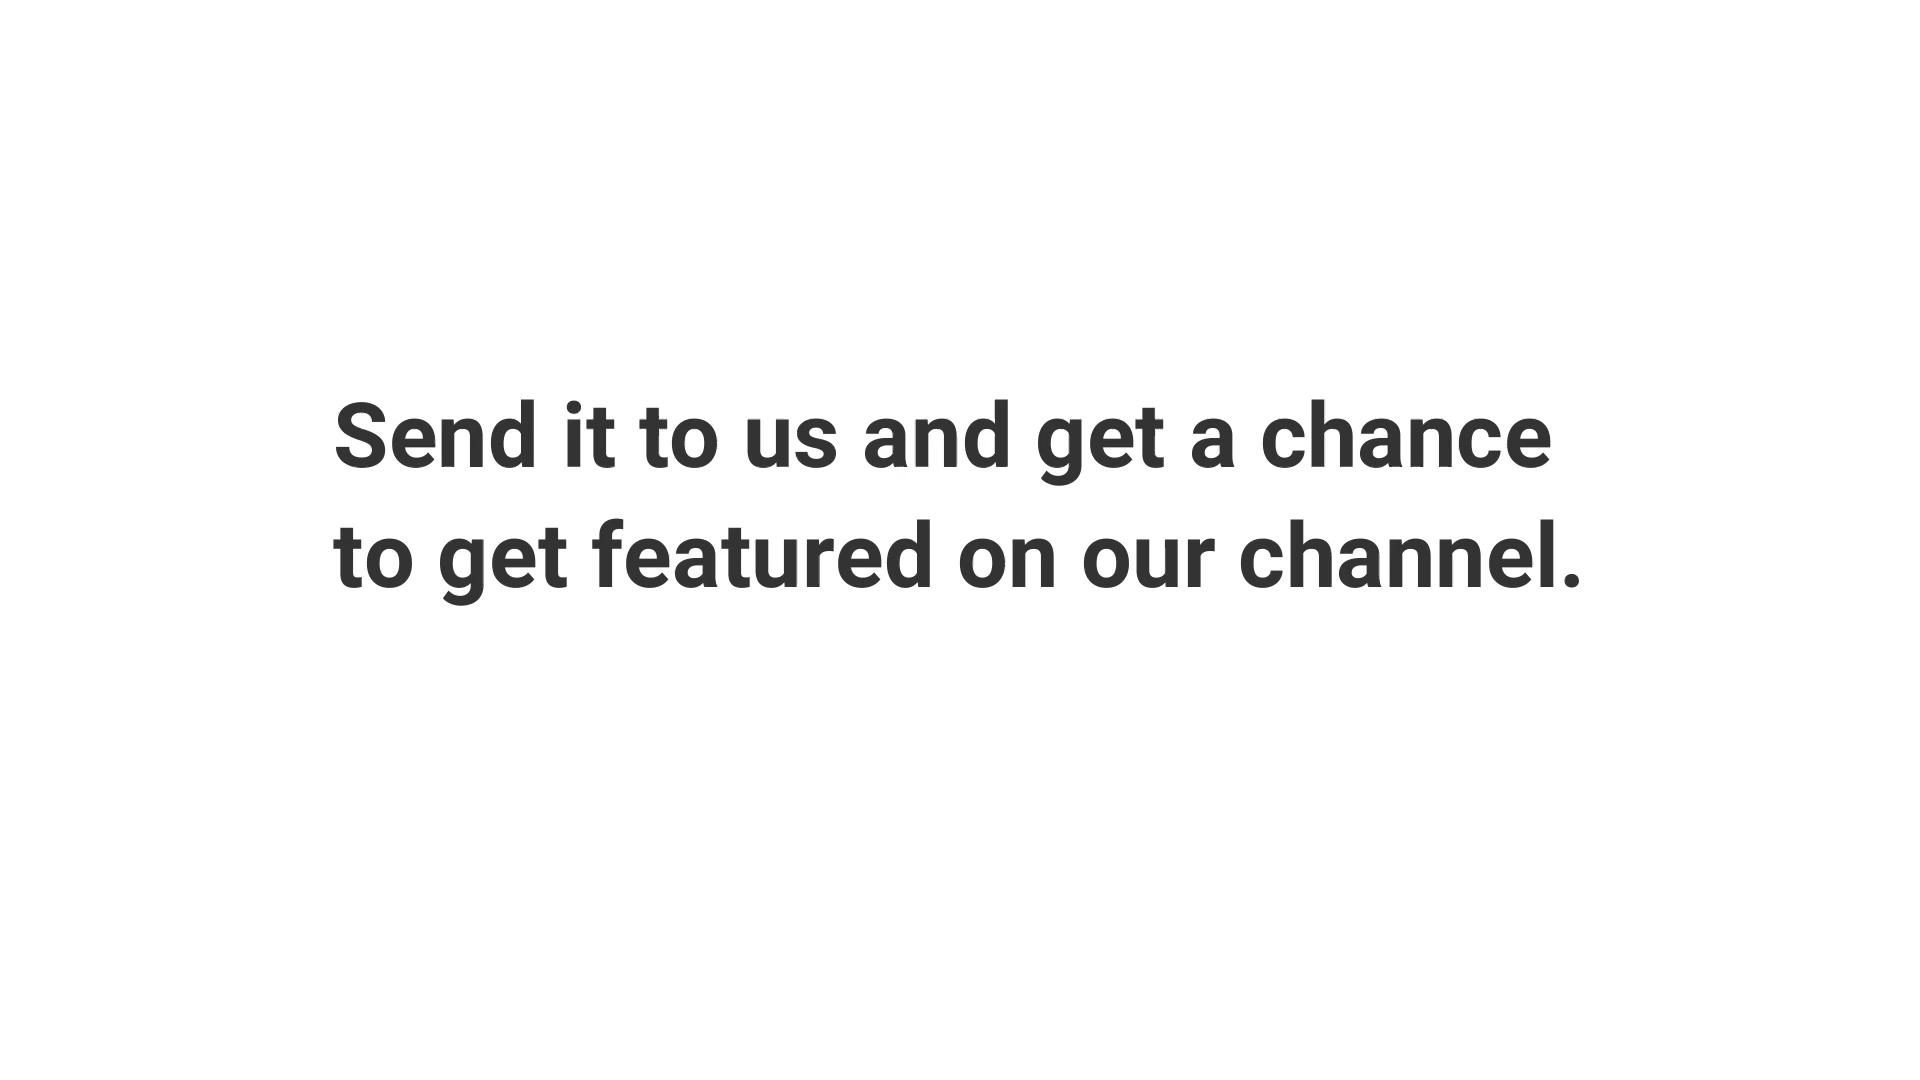 Send it to us and get a chance
to get featured on our channel.